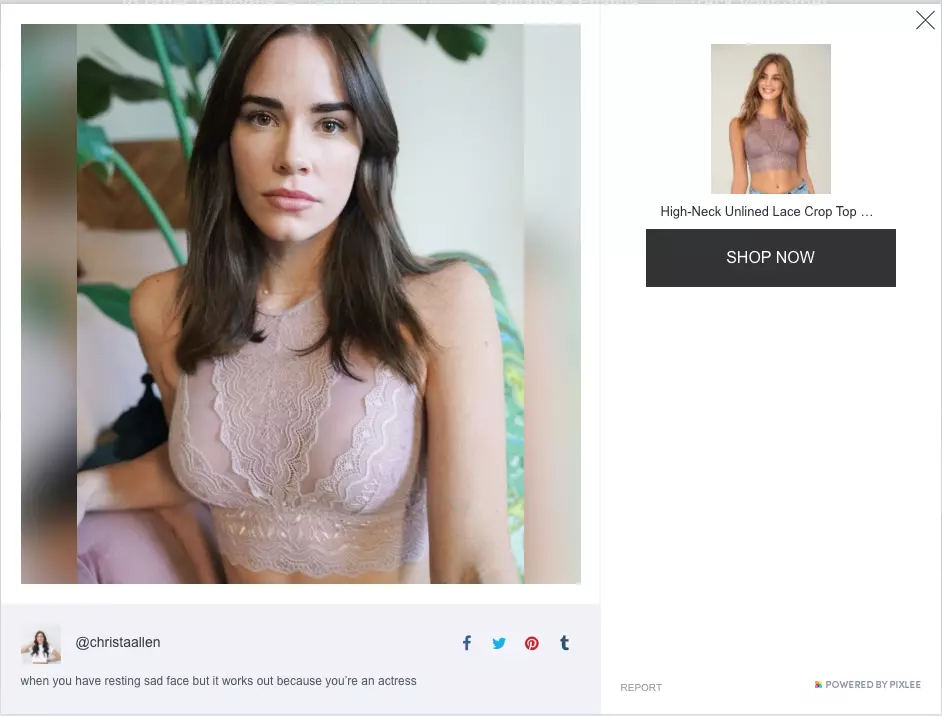 High-Neck Unlined Lace Crop Top ...
SHOP NOW
@christaallen
f
t
when you have resting sad face but it works out because you're an actress
REPORT
POWERED BY PIXLEE